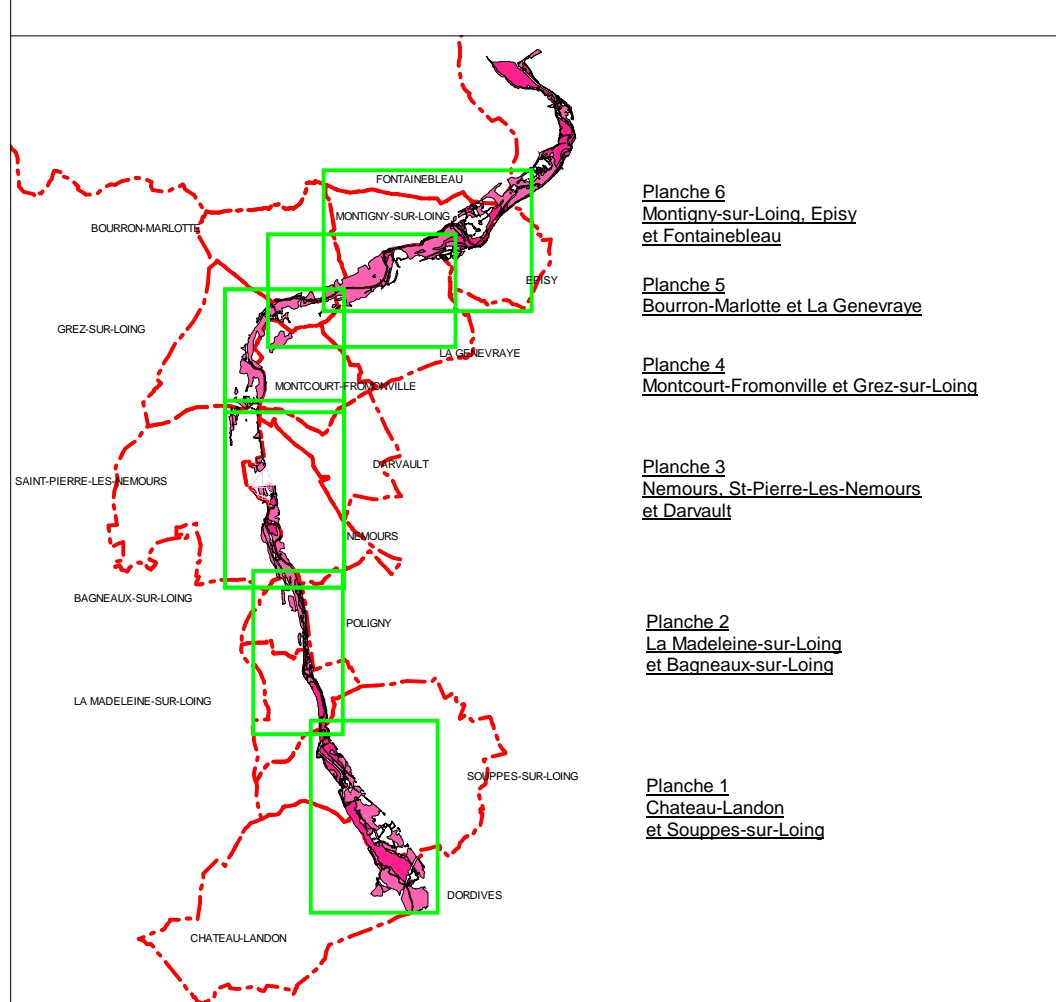 FONTAINEBLEAU
MONTIGNY-SUR-LOING
BOURRON-MARLOTTE
EPISY
GREZ-SUR-LOING
LA GENEVRAYE
MONTCOURT-FROMONVILLE
DARVAULT
SAINT-PIERRE-LES-NEMOURS
NEMOURS
BAGNEAUX-SUR-LOING
POLIGNY
LA MADELEINE-SUR-LOING
SOUPPES-SUR-LOING
DORDIVES
CHATEAU-LANDON
Planche 6
Montigny-sur-Loing, Episy
et Fontainebleau
Planche 5
Bourron-Marlotte et La Genevraye
Planche 4
Montcourt-Fromonville et Grez-sur-Loing
Planche 3
Nemours, St-Pierre-Les-Nemours
et Darvault
Planche 2
La Madeleine-sur-Loing
et Bagneaux-sur-Loing
Planche 1
Chateau-Landon
et Souppes-sur-Loing